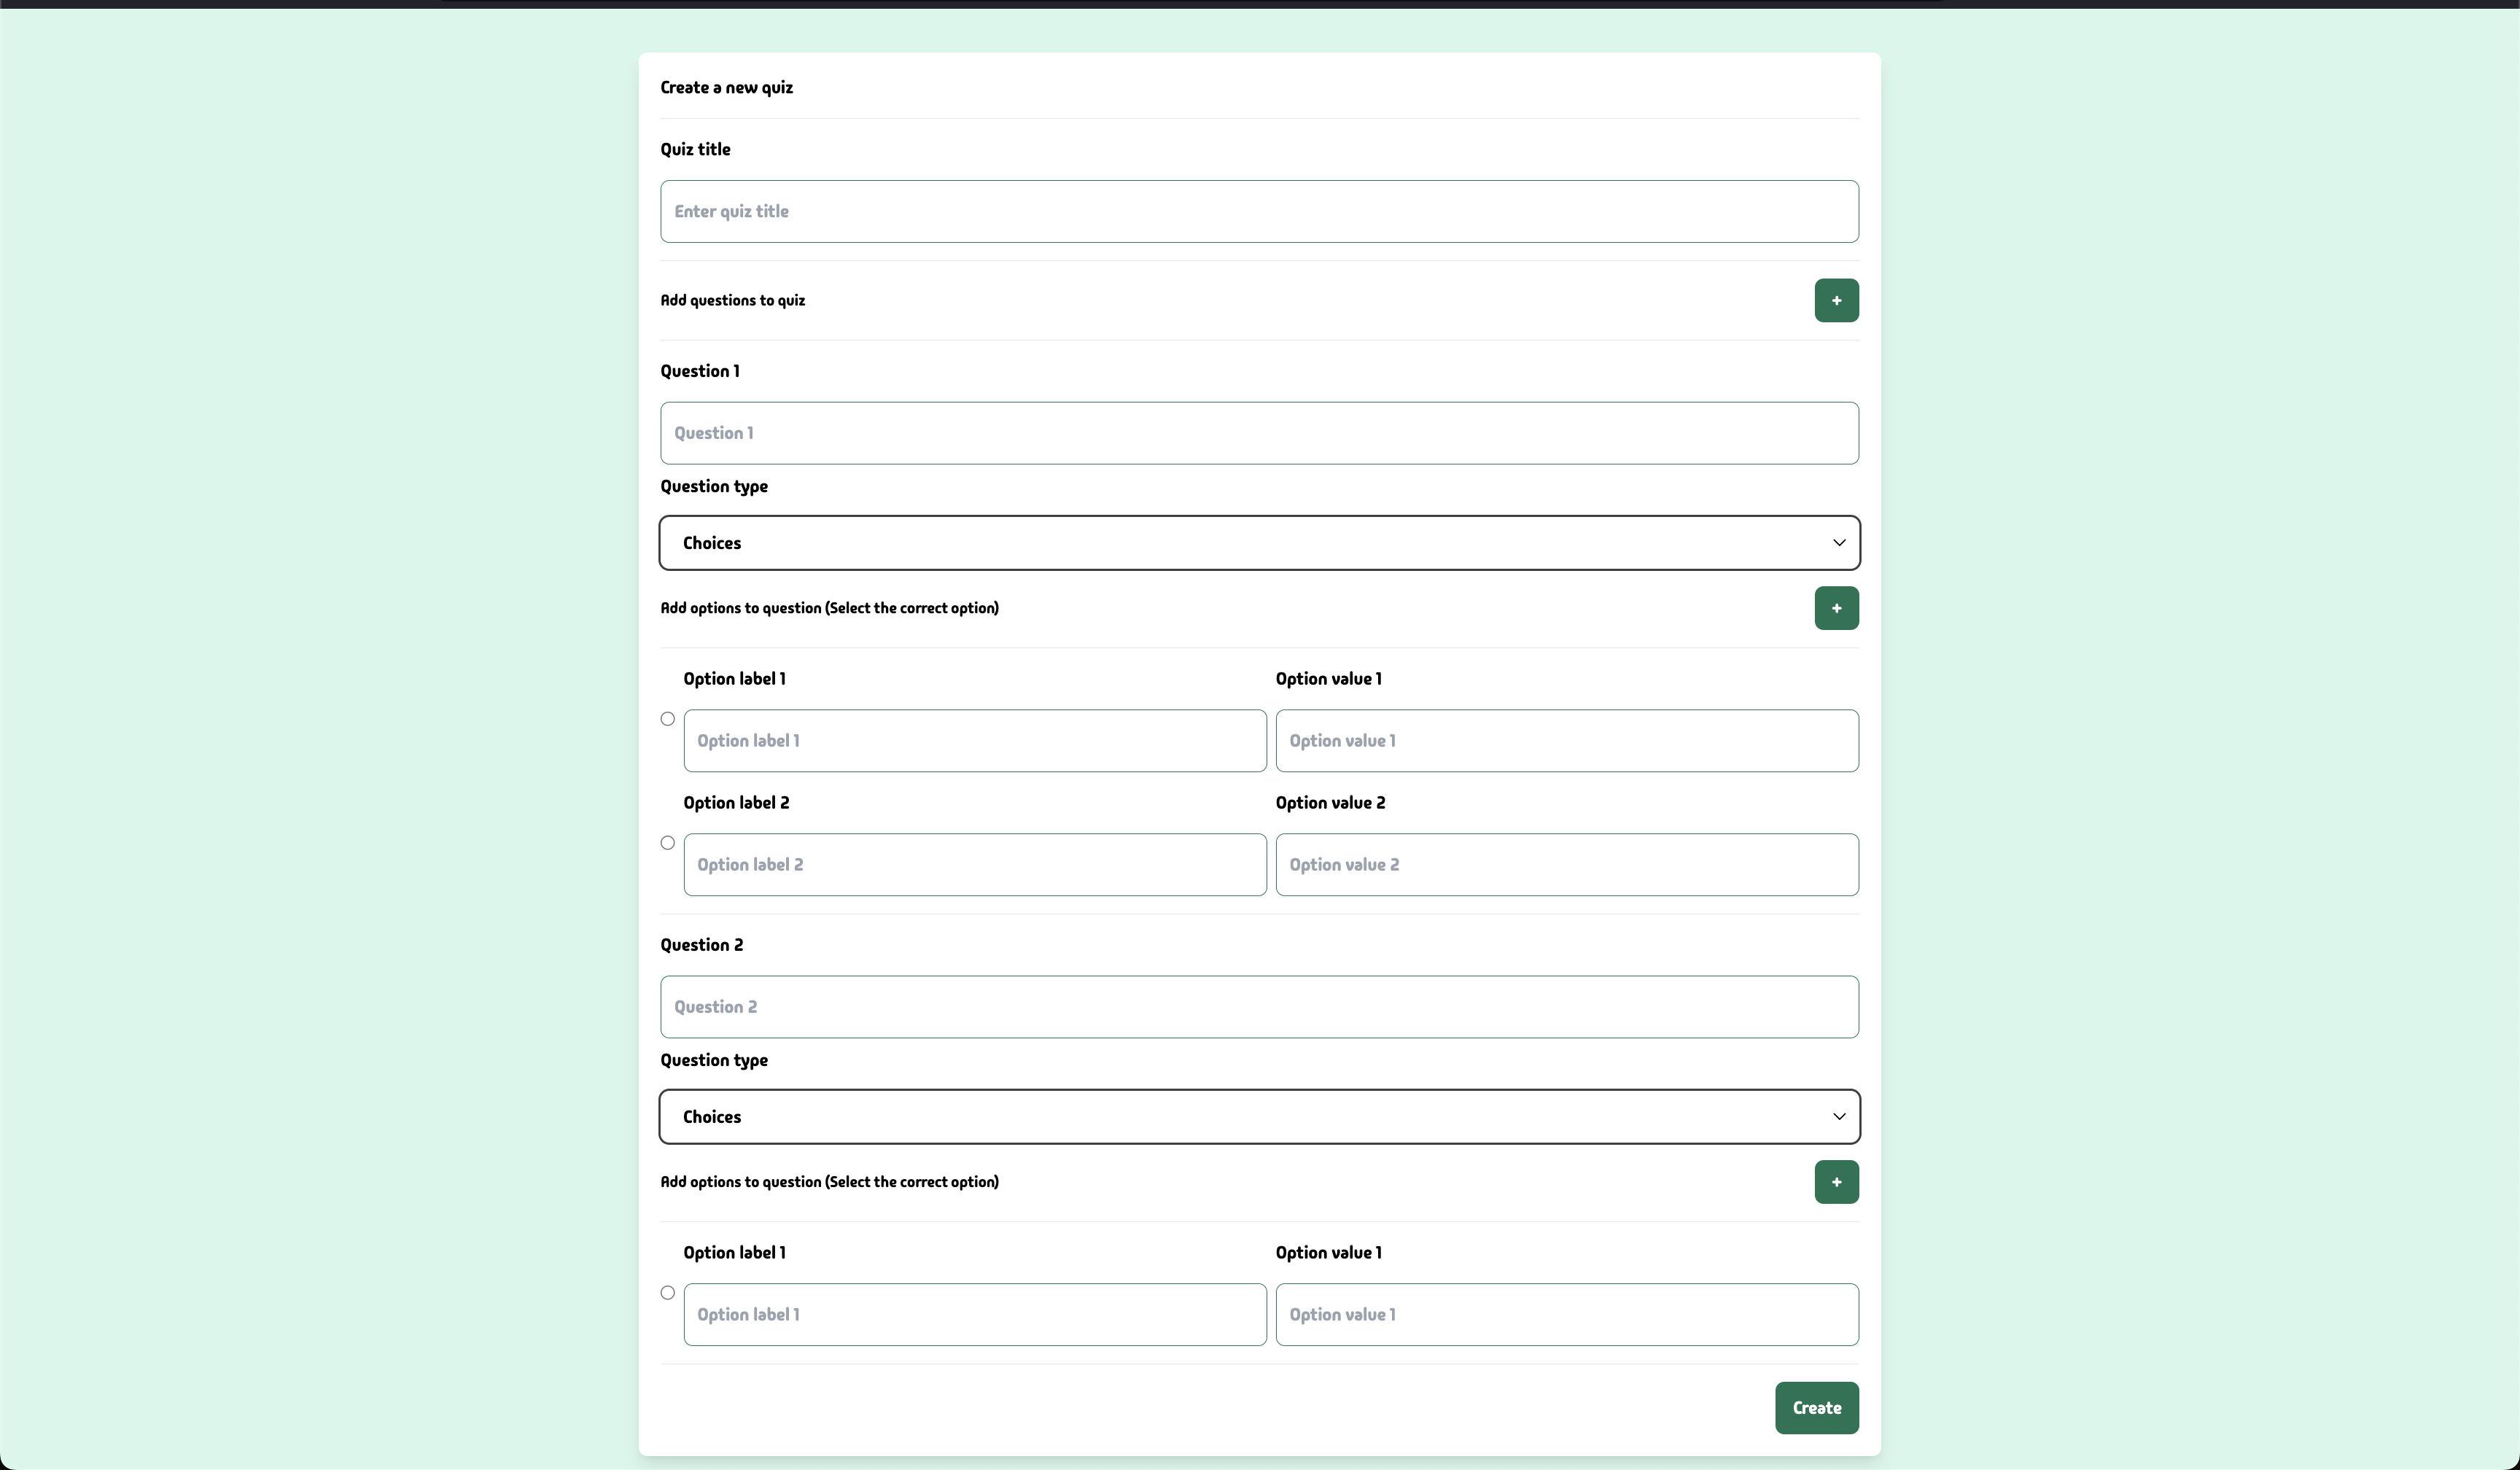 Create a new quiz
Quiz title
Enter quiz title
Add questions to quiz
+
Question 1
Question 1
Question type
Choices
Add options to question (Select the correct option)
+
Option label 1 Option value 1
Option label 1 Option value 1
Option label 2 Option value 2
Option label 2 Option value 2
Question 2
Question 2
Question type
Choices
Add options to question (Select the correct option)
+
Option label 1 Option value 1
Option label 1 Option value 1
Create